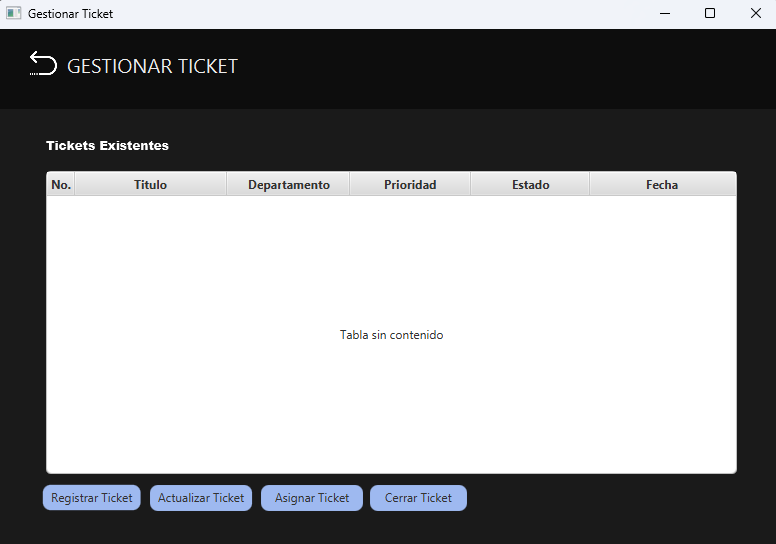 Gestionar Ticket
GESTIONAR TICKET
Tickets Existentes
No. Titulo Departamento Prioridad Estado Fecha
Tabla sin contenido
Registrar Ticket Actualizar Ticket Asignar Ticket Cerrar Ticket